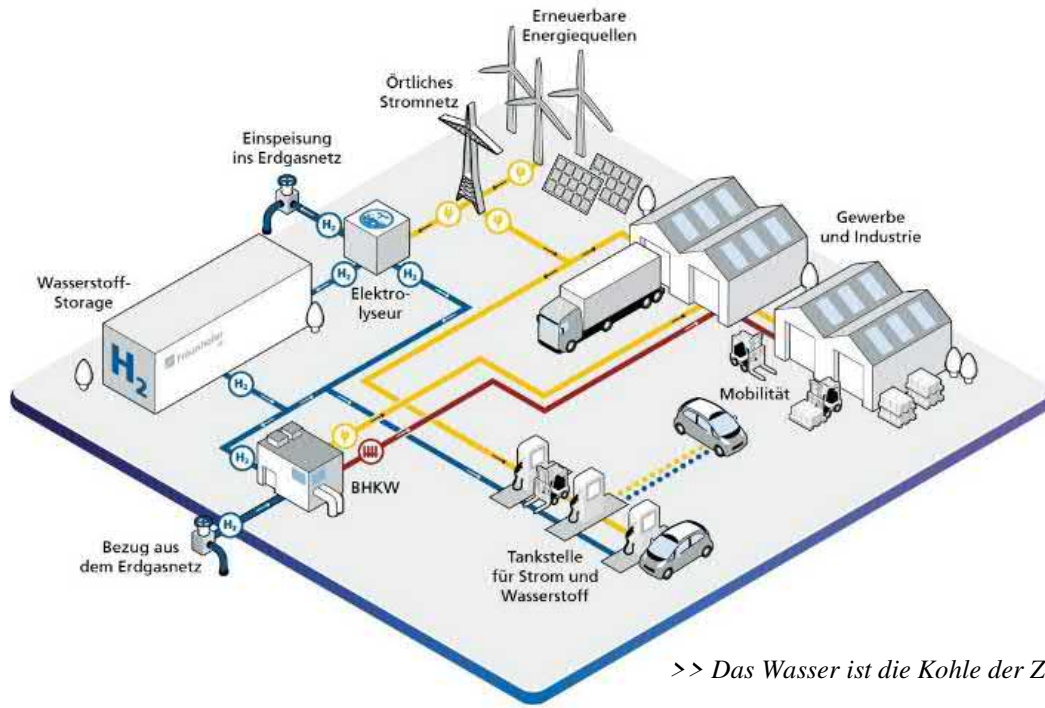 Erneuerbare
Energiequellen
Örtliches
Stromnetz
Einspeisung
ins Erdgasnetz
H₂
φ
φ
φ
Gewerbe
und Industrie
Wasserstoff-
Storage
H₂
H₂
Elektro-
lyseur
Fraunhofer
H₂
H₂
Mobilität
φ
H₂
BHKW
H₂
Bezug aus
dem Erdgasnetz
Tankstelle
für Strom und
Wasserstoff
>> Das Wasser ist die Kohle der Z